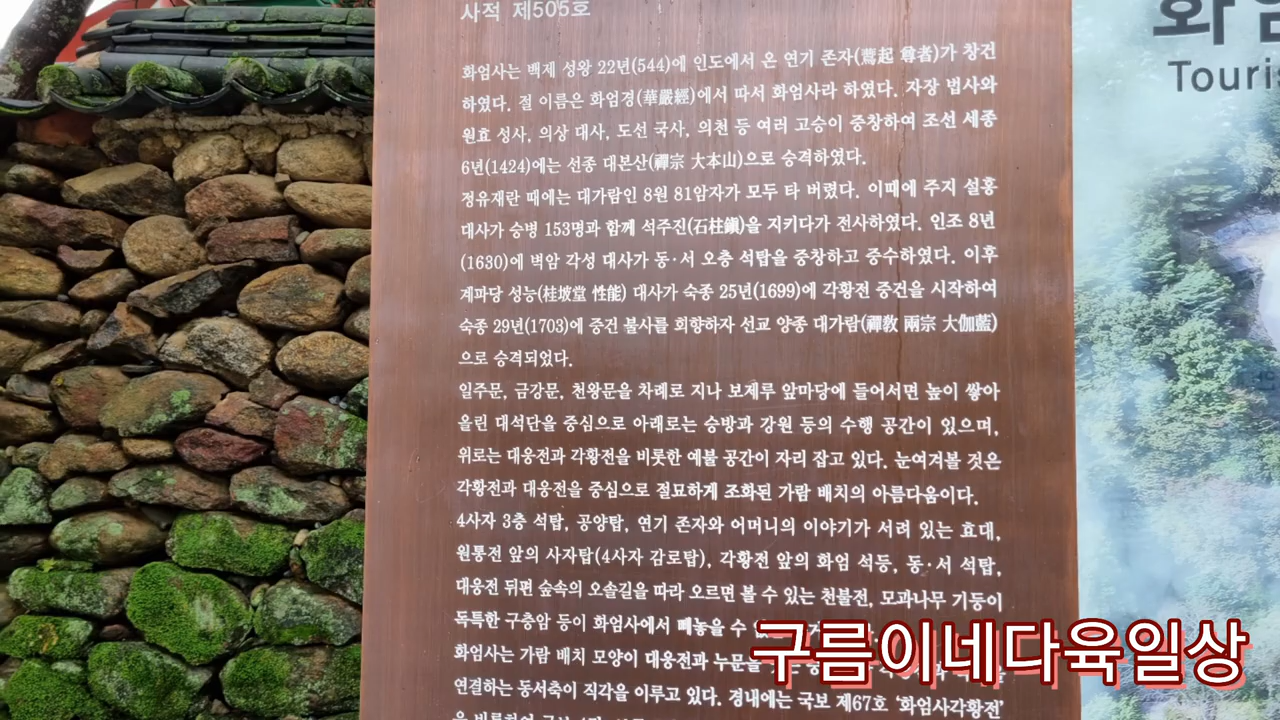 사적 제505호
화엄사는 백제 성왕 22년(544)에 인도에서 온 연기 존자(鷰起 尊者)가 창건
하였다. 절 이름은 화엄경(華嚴經)에서 따서 화엄사라 하였다. 자장 법사와
원효 성사, 의상 대사, 도선 국사, 의천 등 여러 고승이 중창하여 조선 세종
6년(1424)에는 선종 대본산(禪宗 大本山)으로 승격하였다.
정유재란 때에는 대가람인 8원 81암자가 모두 타 버렸다. 이때에 주지 설홍
대사가 승병 153명과 함께 석주진(石柱鎭)을 지키다가 전사하였다. 인조 8년
(1630)에 벽암 각성 대사가 동·서 오층 석탑을 중창하고 중수하였다. 이후
계파당 성능(桂坡堂 性能) 대사가 숙종 25년(1699)에 각황전 중건을 시작하여
숙종 29년(1703)에 중건 불사를 회향하자 선교 양종 대가람(禪敎 兩宗 大伽藍)
으로 승격되었다.
일주문, 금강문, 천왕문을 차례로 지나 보제루 앞마당에 들어서면 높이 쌓아
올린 대석단을 중심으로 아래로는 승방과 강원 등의 수행 공간이 있으며,
위로는 대웅전과 각황전을 비롯한 예불 공간이 자리 잡고 있다. 눈여겨볼 것은
각황전과 대웅전을 중심으로 절묘하게 조화된 가람 배치의 아름다움이다.
4사자 3층 석탑, 공양탑, 연기 존자와 어머니의 이야기가 서려 있는 효대,
원통전 앞의 사자탑(4사자 감로탑), 각황전 앞의 화엄 석등, 동·서 석탑,
대웅전 뒤편 숲속의 오솔길을 따라 오르면 볼 수 있는 천불전, 모과나무 기둥이
독특한 구층암 등이 화엄사에서 빼놓을 수
화엄사는 가람 배치 모양이 대웅전과 누문을
연결하는 동서축이 직각을 이루고 있다. 경내에는 국보 제67호 ‘화엄사각황전’
화엄
Touris
구름이네다육일상